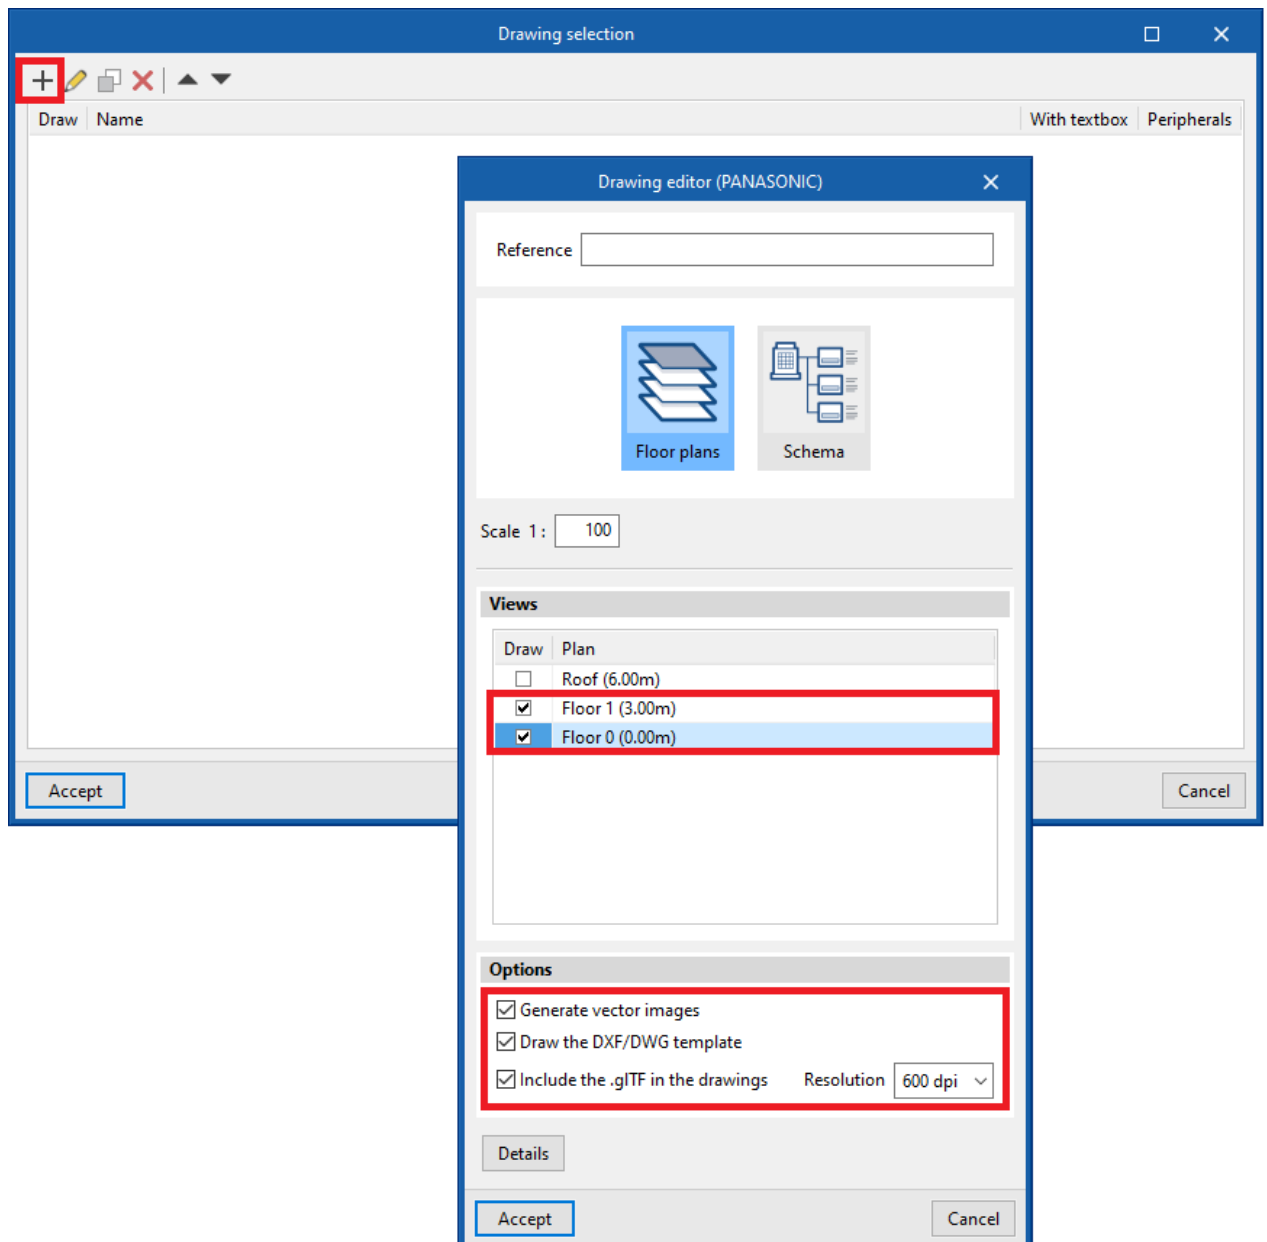 Drawing selection
Draw Name With textbox Peripherals
Drawing editor (PANASONIC)
Reference
Floor plans Schema
Scale 1 : 100
Views
Draw Plan
Roof (6.00m)
Floor 1 (3.00m)
Floor 0 (0.00m)
Accept Cancel
Options
Generate vector images
Draw the DXF/DWG template
Include the .glTF in the drawings Resolution 600 dpi
Details
Accept Cancel